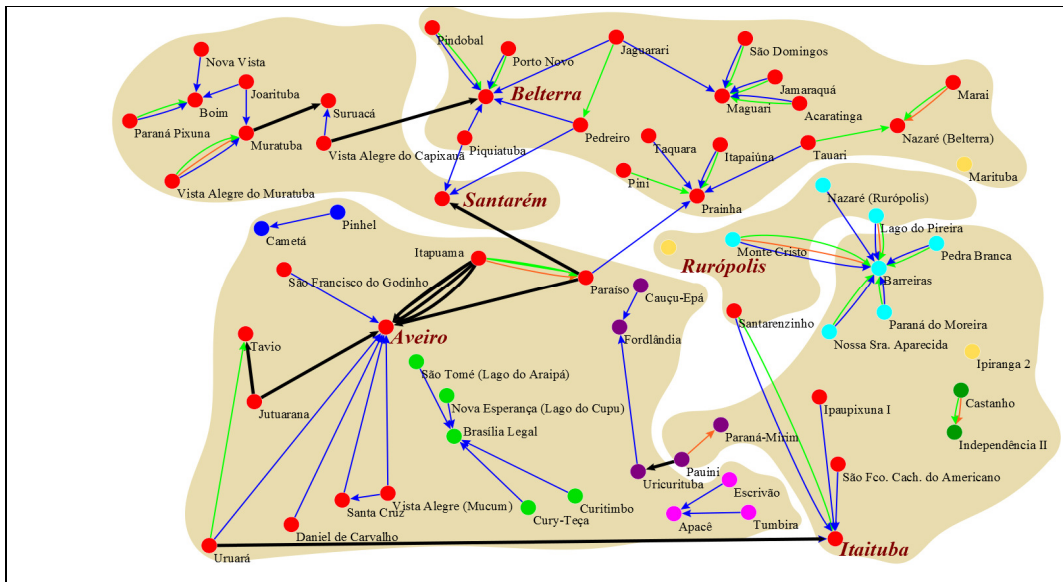 Pindobal
Jaguarari
São Domingos
Nova Vista
Porto Novo
Joarituba
Jamaraquá
Marai
Belterra
Boim
Suruacá
Maguari
Acaratinga
Paraná Pixuna
Muratuba
Pedreiro
Nazaré (Belterra)
Vista Alegre do Capixauã
Piquiatuba
Taquara
Itapaiúna
Tauari
Marituba
Pini
Vista Alegre do Muratuba
Santarém
Prainha
Nazaré (Rurópolis)
Pinhel
Lago do Pireira
Cametá
Itapuama
Rurópolis
Monte Cristo
Pedra Branca
Barreiras
São Francisco do Godinho
Paraíso
Cauçu-Epá
Santarenzinho
Paraná do Moreira
Aveiro
Fordlândia
Tavio
Nossa Sra. Aparecida
Ipiranga 2
São Tomé (Lago do Araipá)
Castanho
Jutuarana
Nova Esperança (Lago do Cupu)
Ipaupixuna I
Brasília Legal
Paraná-Mirim
Independência II
Pauini
Uricurituba
São Fco. Cach. do Americano
Escrivão
Santa Cruz
Vista Alegre (Mucum)
Curitimbo
Cury-Teça
Apacê
Tumbira
Daniel de Carvalho
Uruará
Itaituba